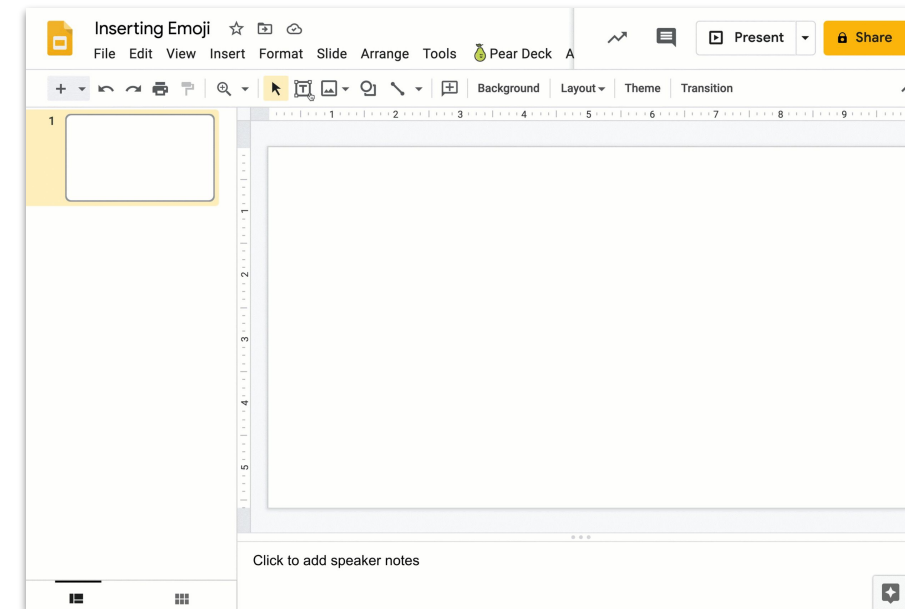 Inserting Emoji
File Edit View Insert Format Slide Arrange Tools Pear Deck A
Present Share
Background Layout Theme Transition
1 2 3 4 5 6 7 8 9
1
1
2
3
4
5
Click to add speaker notes